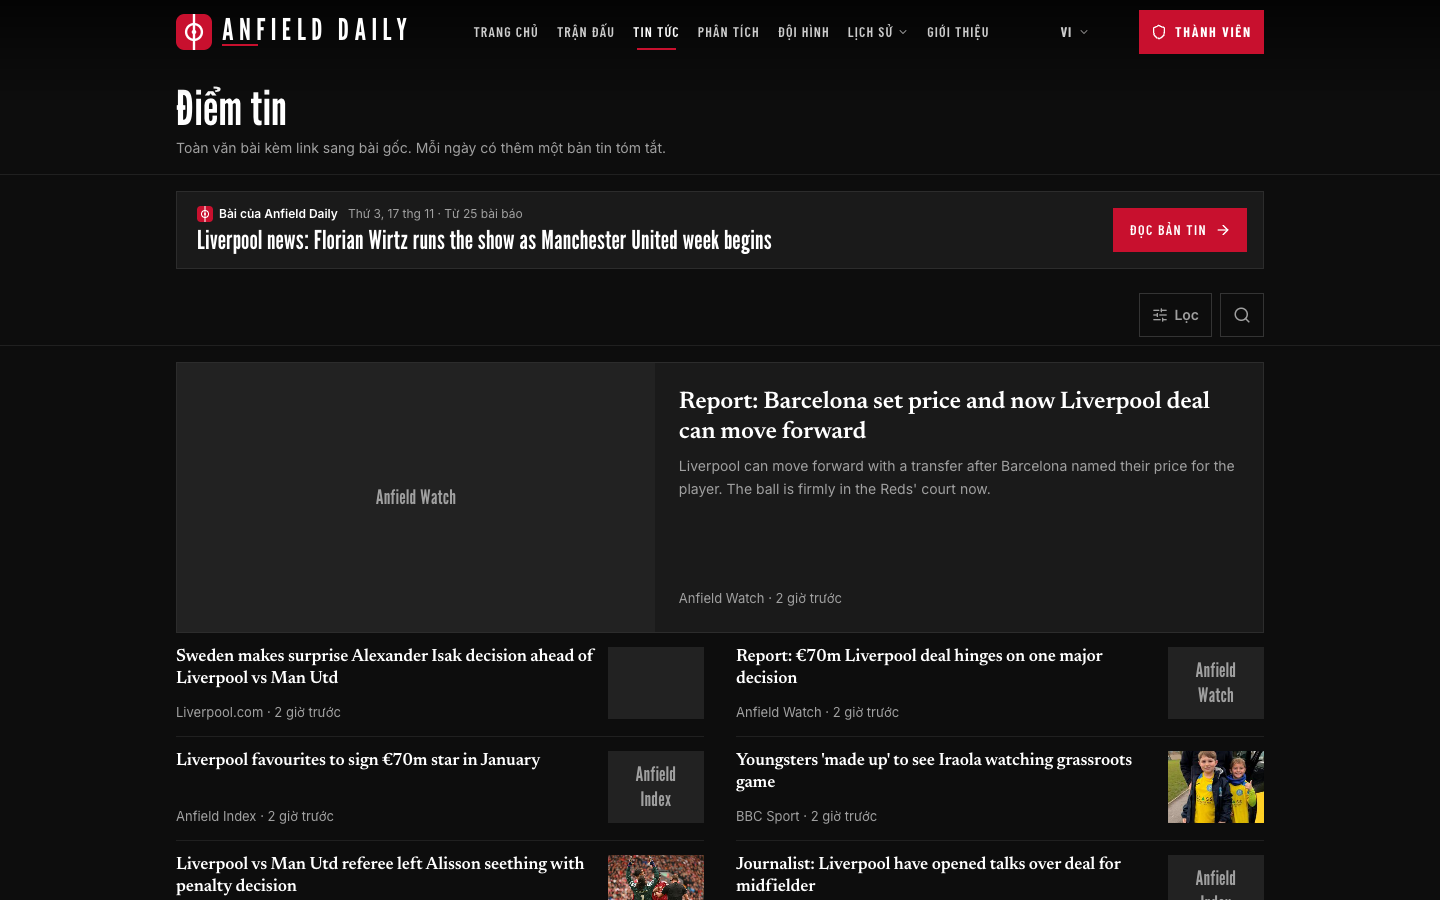 ANFIELD DAILY
TRANG CHỦ
TRẬN ĐẤU
TIN TỨC
PHÂN TÍCH
ĐỘI HÌNH
LỊCH SỬ
GIỚI THIỆU
VI
THÀNH VIÊN
Điểm tin
Toàn văn bài kèm link sang bài gốc. Mỗi ngày có thêm một bản tin tóm tắt.
Bài của Anfield Daily Thứ 3, 17 thg 11 · Từ 25 bài báo
Liverpool news: Florian Wirtz runs the show as Manchester United week begins
ĐỌC BẢN TIN
Lọc
Anfield Watch
Report: Barcelona set price and now Liverpool deal
can move forward
Liverpool can move forward with a transfer after Barcelona named their price for the
player. The ball is firmly in the Reds' court now.
Anfield Watch · 2 giờ trước
Sweden makes surprise Alexander Isak decision ahead of
Liverpool vs Man Utd
Liverpool.com · 2 giờ trước
Report: €70m Liverpool deal hinges on one major
decision
Anfield Watch · 2 giờ trước
Anfield
Watch
Liverpool favourites to sign €70m star in January
Anfield Index · 2 giờ trước
Anfield
Index
Youngsters 'made up' to see Iraola watching grassroots
game
BBC Sport · 2 giờ trước
Liverpool vs Man Utd referee left Alisson seething with
penalty decision
Journalist: Liverpool have opened talks over deal for
midfielder
Anfield